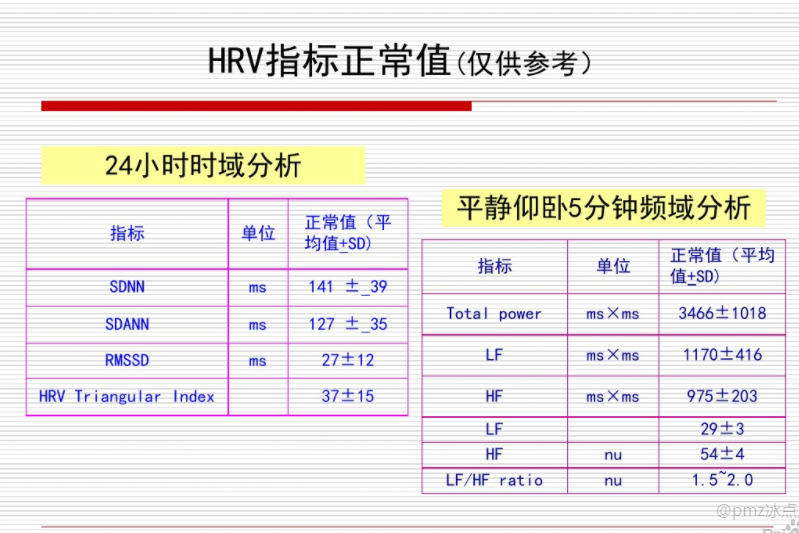 HRV指标正常值(仅供参考)
24小时时域分析
指标 单位 正常值（平
均值±SD)
SDNN ms 141 ±_39
SDANN ms 127 ±_35
RMSSD ms 27±12
HRV Triangular Index 37±15
平静仰卧5分钟频域分析
指标 单位 正常值（平均
值±SD)
Total power ms×ms 3466±1018
LF ms×ms 1170±416
HF ms×ms 975±203
LF 29±3
HF nu 54±4
LF/HF ratio nu 1.5~2.0
@pmz冰点